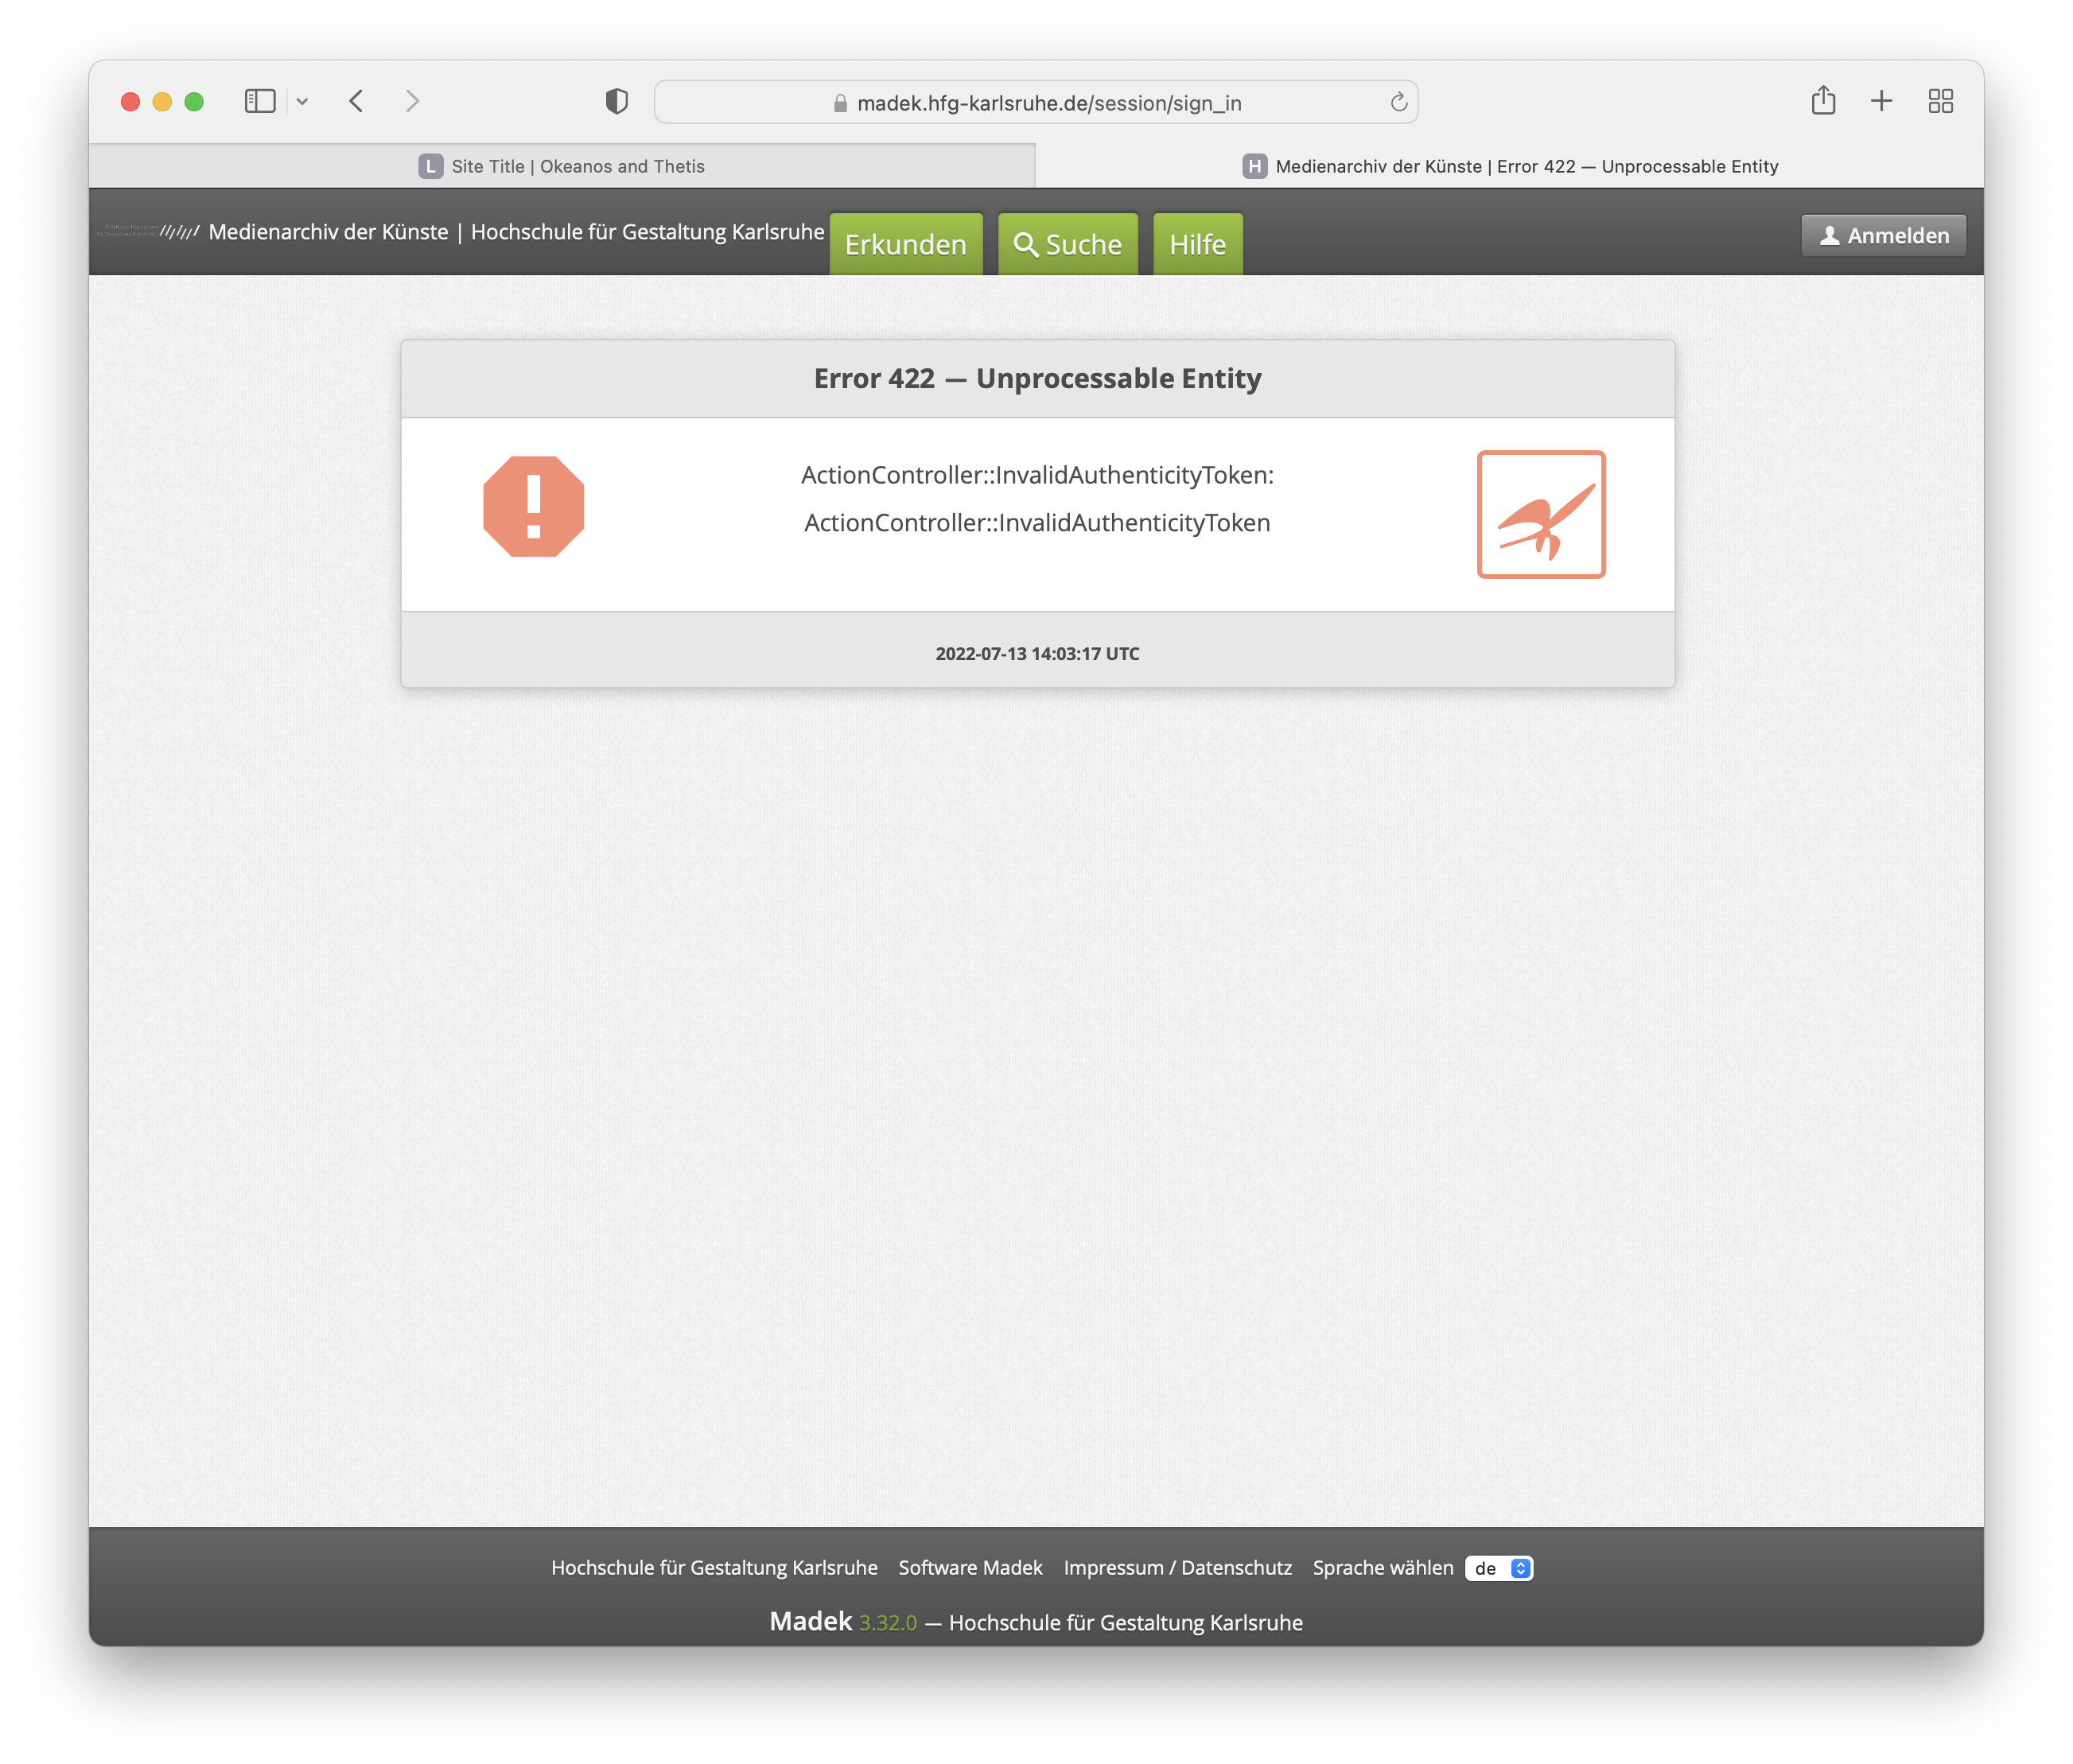 madek.hfg-karlsruhe.de/session/sign_in
L Site Title | Okeanos and Thetis
H Medienarchiv der Künste | Error 422 — Unprocessable Entity
Medienarchiv der Künste | Hochschule für Gestaltung Karlsruhe
Erkunden
Suche
Hilfe
Anmelden
Error 422 — Unprocessable Entity
ActionController::InvalidAuthenticityToken:
ActionController::InvalidAuthenticityToken
2022-07-13 14:03:17 UTC
Hochschule für Gestaltung Karlsruhe Software Madek Impressum / Datenschutz Sprache wählen de
Madek 3.32.0 — Hochschule für Gestaltung Karlsruhe